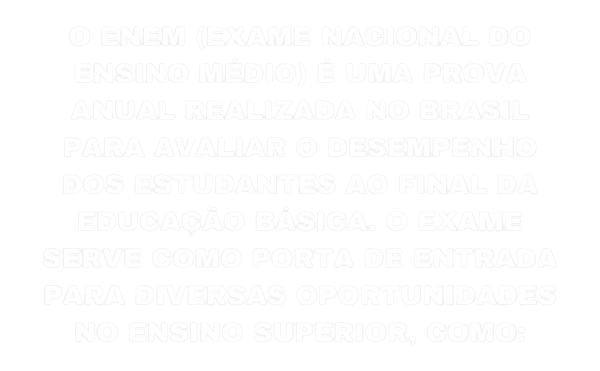 O ENEM (EXAME NACIONAL DO
ENSINO MÉDIO) É UMA PROVA
ANUAL REALIZADA NO BRASIL
PARA AVALIAR O DESEMPENHO
DOS ESTUDANTES AO FINAL DA
EDUCAÇÃO BÁSICA. O EXAME
SERVE COMO PORTA DE ENTRADA
PARA DIVERSAS OPORTUNIDADES
NO ENSINO SUPERIOR, COMO: